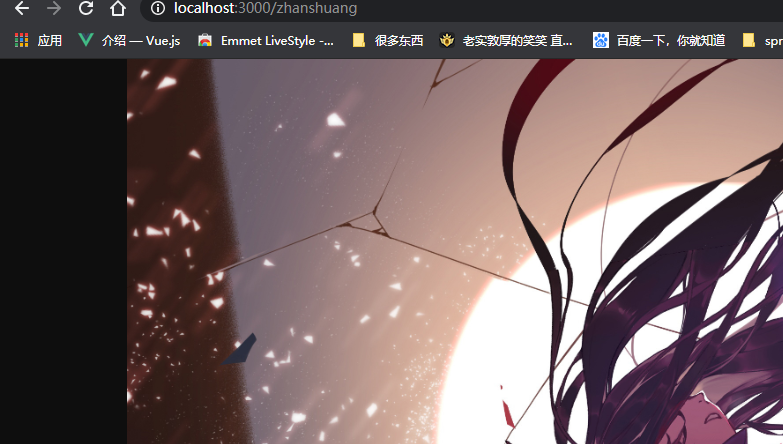 localhost:3000/zhanshuang
应用 介绍 — Vue.js Emmet LiveStyle -... 很多东西 老实敦厚的笑笑 直... 百度一下，你就知道 spr